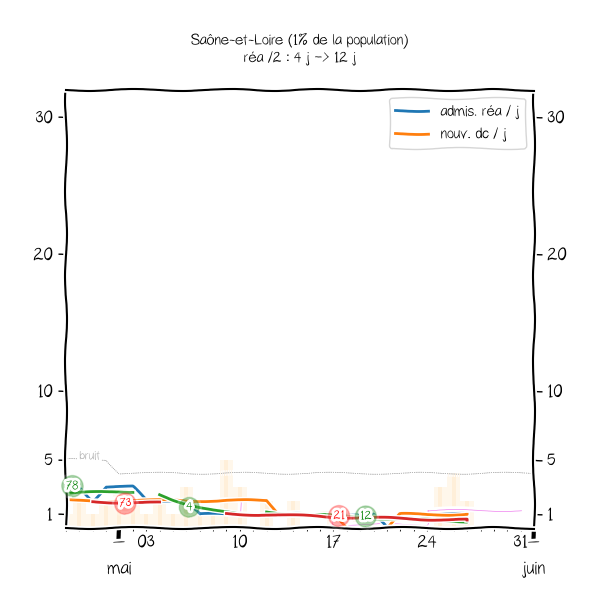 Saône-et-Loire (1% de la population)
réa /2 : 4 j -> 12 j
admis. réa / j
nouv. dc / j
30 30
20 20
10 10
5 5
1 1
bruit
78 73 4 21 12
03 10 17 24 31
mai juin